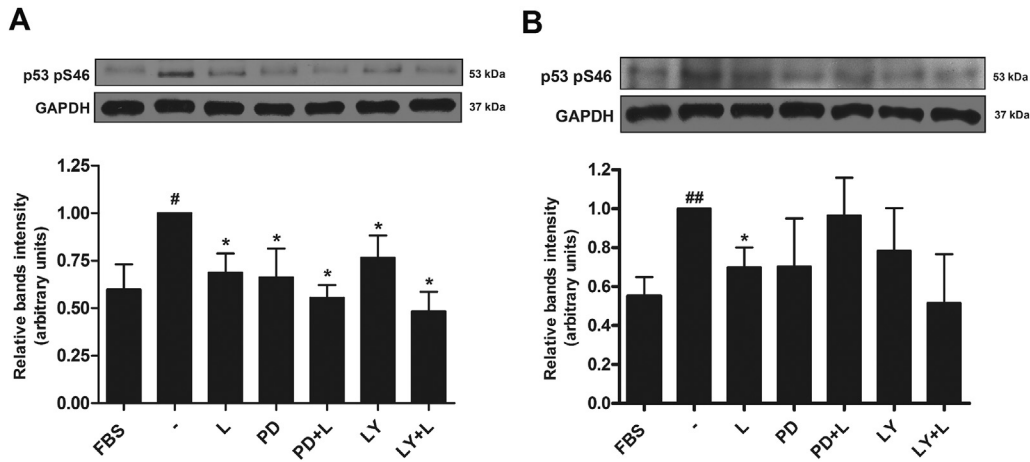 A
p53 pS46
53 kDa
GAPDH
37 kDa
Relative bands intensity
(arbitrary units)
1.25
1.00
0.75
0.50
0.25
0.00
#
*
*
*
*
*
FBS
-
L
PD
PD+L
LY
LY+L
B
p53 pS46
53 kDa
GAPDH
37 kDa
Relative bands intensity
(arbitrary units)
1.2
1.0
0.8
0.6
0.4
0.2
0.0
##
*
FBS
-
L
PD
PD+L
LY
LY+L